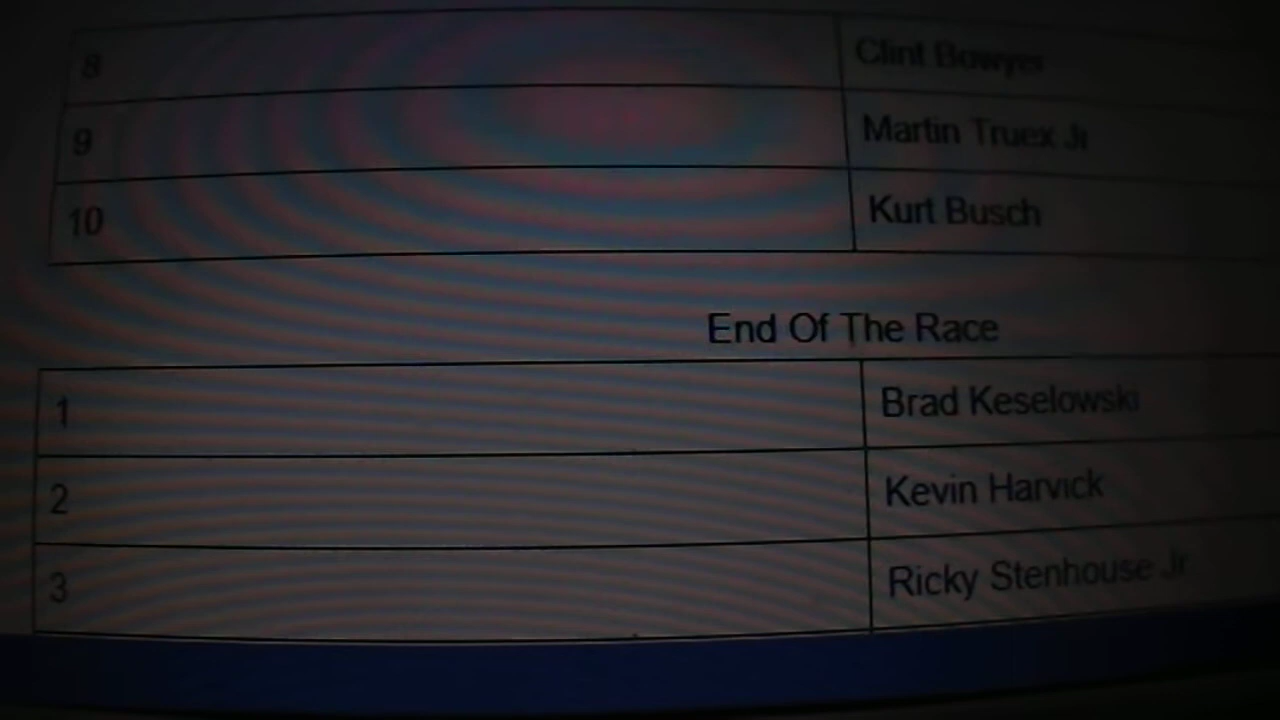 8 Clint Bowyer
9 Martin Truex Jr
10 Kurt Busch
End Of The Race
1 Brad Keselowski
2 Kevin Harvick
3 Ricky Stenhouse Jr